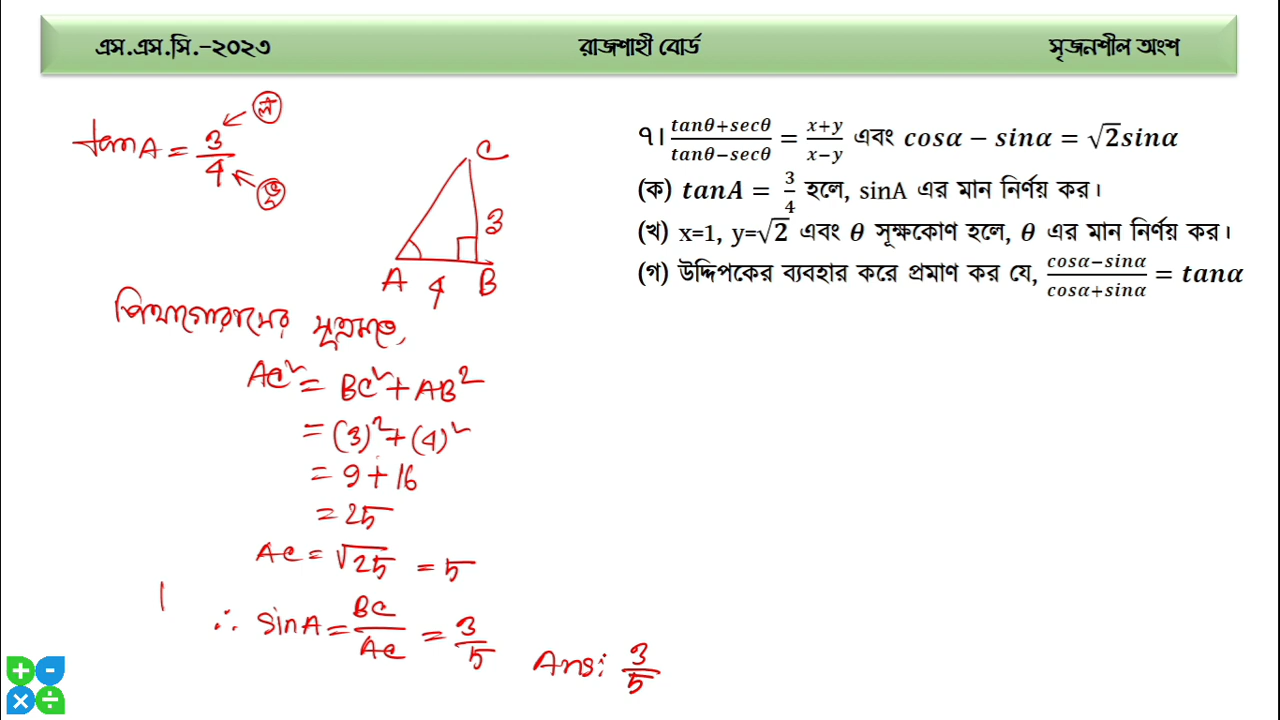 এস.এস.সি.-২০২৩ রাজশাহী বোর্ড সৃজনশীল অংশ
৭। (tanθ+secθ)/(tanθ−secθ) = (x+y)/(x−y) এবং cosα − sinα = √2sinα
(ক) tanA = 3/4 হলে, sinA এর মান নির্ণয় কর।
(খ) x=1, y=√2 এবং θ সূক্ষকোণ হলে, θ এর মান নির্ণয় কর।
(গ) উদ্দিপকের ব্যবহার করে প্রমাণ কর যে, (cosα−sinα)/(cosα+sinα) = tanα
tanA = 3/4
ল
ভূ
C
3
A 4 B
পিথাগোরাসের সূত্রমতে,
AC² = BC² + AB²
= (3)² + (4)²
= 9 + 16
= 25
AC = √25 = 5
∴ sinA = BC/AC = 3/5 Ans: 3/5
+ -
× ÷